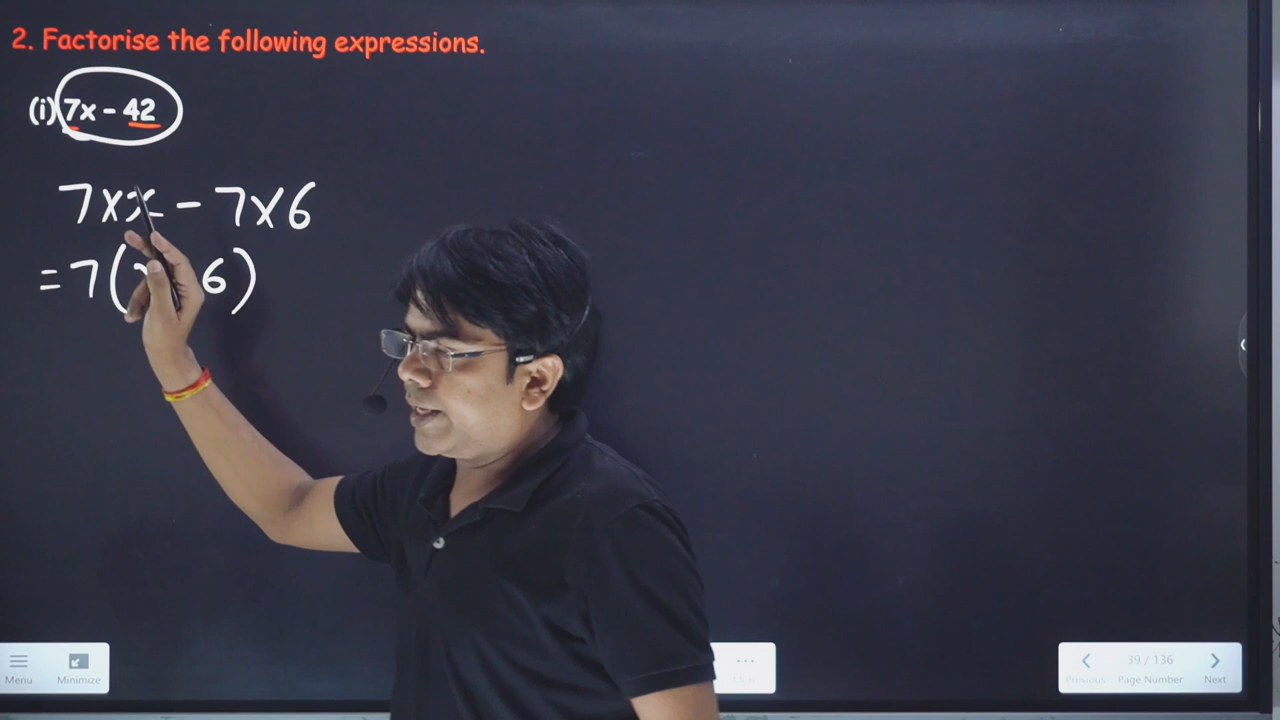 2. Factorise the following expressions.
(i) 7x - 42
7 x x - 7 x 6
= 7 ( 6 )
Menu
Minimize
39 / 136
Previous
Page Number
Next